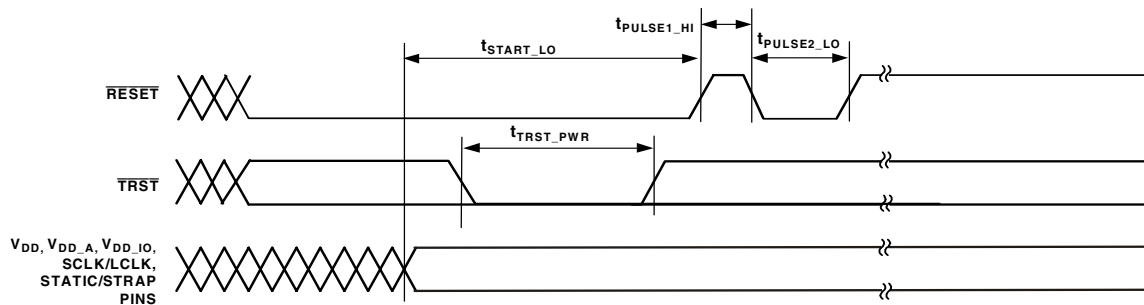 tPULSE1_HI
tSTART_LO
tPULSE2_LO
RESET
tTRST_PWR
TRST
VDD, VDD_A, VDD_IO,
SCLK/LCLK,
STATIC/STRAP
PINS